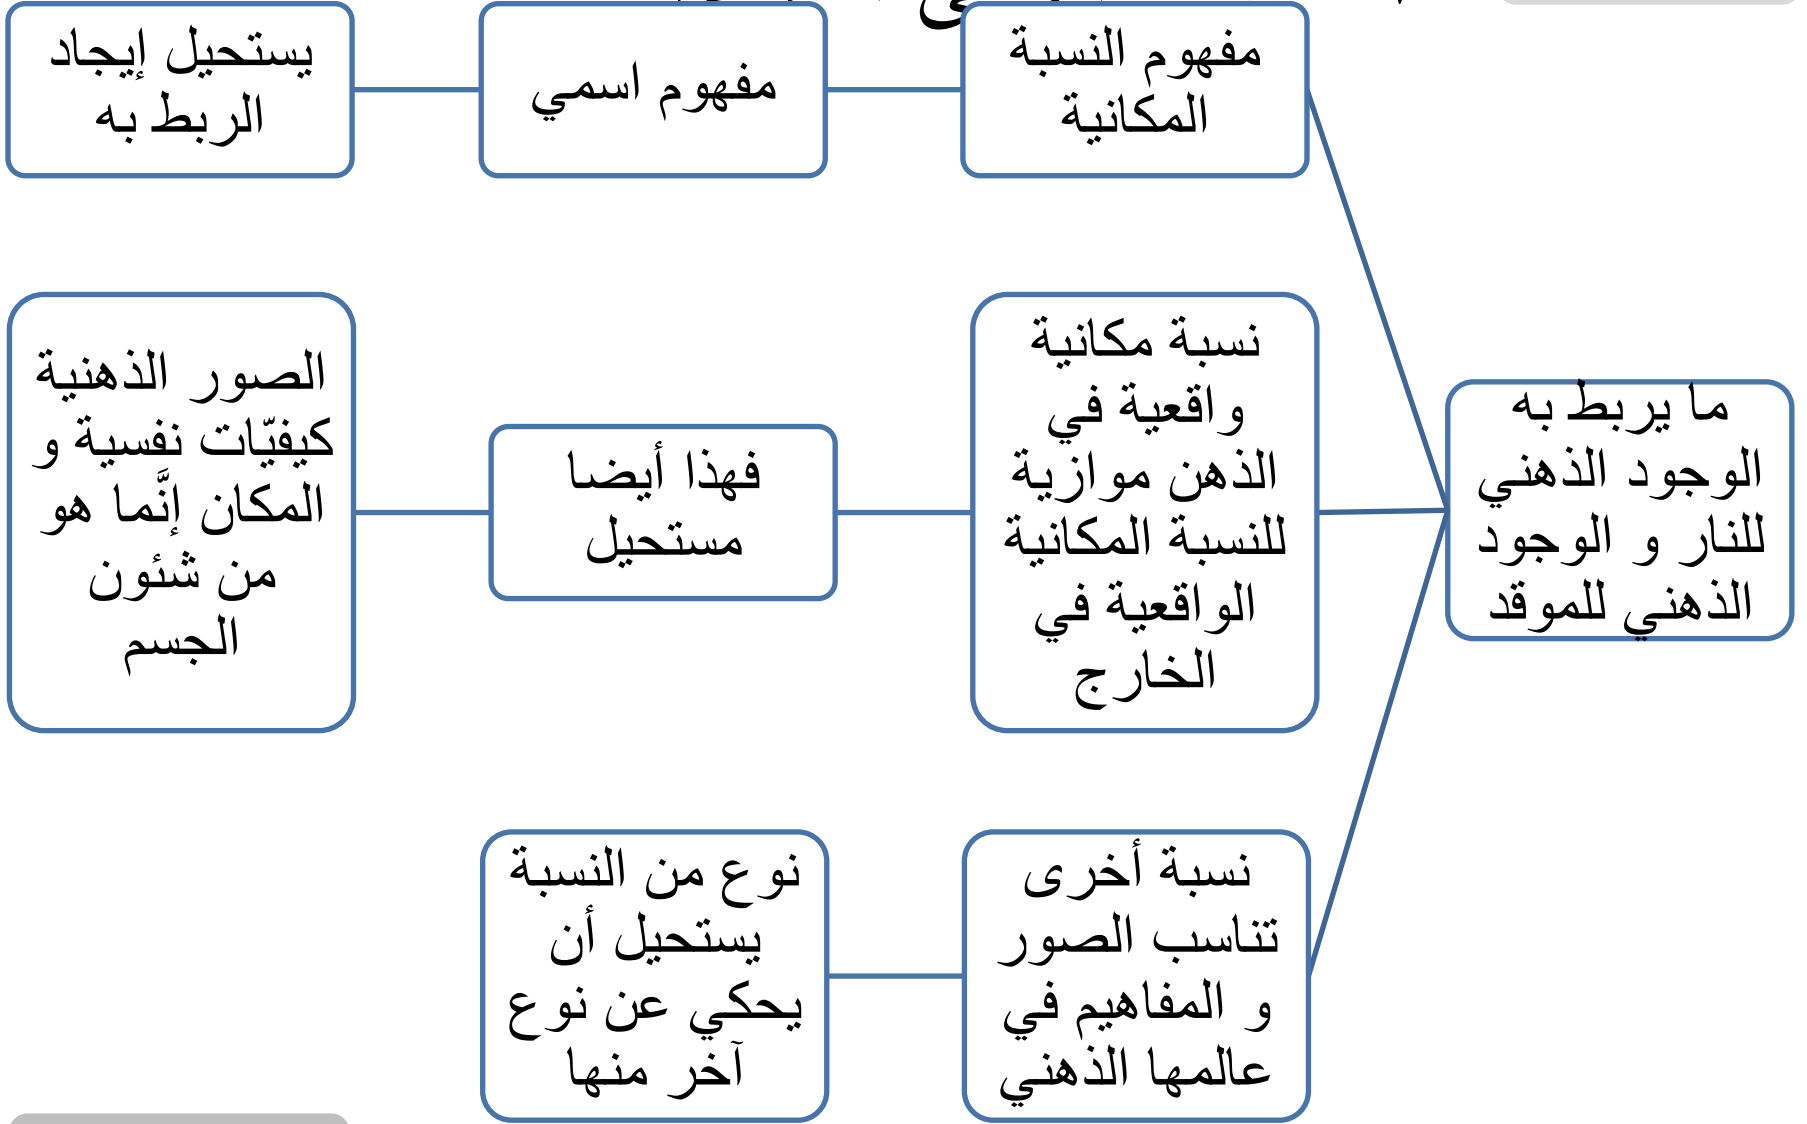 مفهوم النسبة
المكانية
مفهوم اسمي
يستحيل إيجاد
الربط به
ما يربط به
الوجود الذهني
للنار و الوجود
الذهني للموقد
نسبة مكانية
واقعية في
الذهن موازية
للنسبة المكانية
الواقعية في
الخارج
فهذا أيضا
مستحيل
الصور الذهنية
كيفيّات نفسية و
المكان إنَّما هو
من شئون
الجسم
نسبة أخرى
تناسب الصور
و المفاهيم في
عالمها الذهني
نوع من النسبة
يستحيل أن
يحكي عن نوع
آخر منها